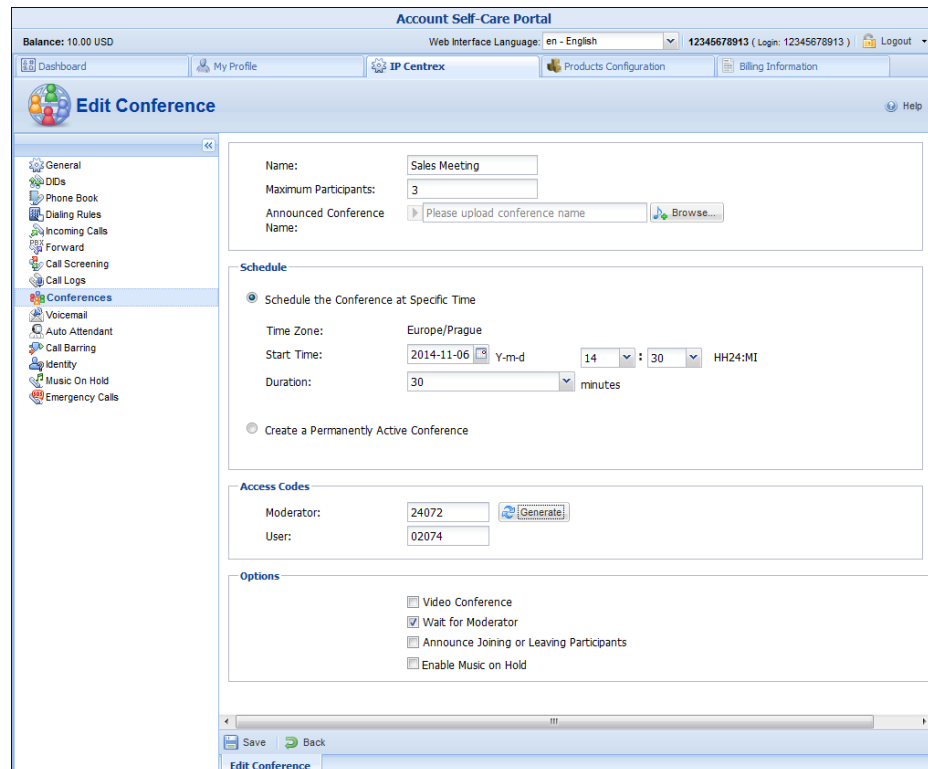 Account Self-Care Portal
Balance: 10.00 USD Web Interface Language: en - English 12345678913 ( Login: 12345678913 ) Logout
Dashboard My Profile IP Centrex Products Configuration Billing Information
Edit Conference Help
General
DIDs
Phone Book
Dialing Rules
Incoming Calls
PBX Forward
Call Screening
Call Logs
Conferences
Voicemail
Auto Attendant
Call Barring
Identity
Music On Hold
Emergency Calls
Name: Sales Meeting
Maximum Participants: 3
Announced Conference Please upload conference name Browse...
Name:
Schedule
Schedule the Conference at Specific Time
Time Zone: Europe/Prague
Start Time: 2014-11-06 Y-m-d 14 : 30 HH24:MI
Duration: 30 minutes
Create a Permanently Active Conference
Access Codes
Moderator: 24072 Generate
User: 02074
Options
Video Conference
Wait for Moderator
Announce Joining or Leaving Participants
Enable Music on Hold
Save Back
Edit Conference